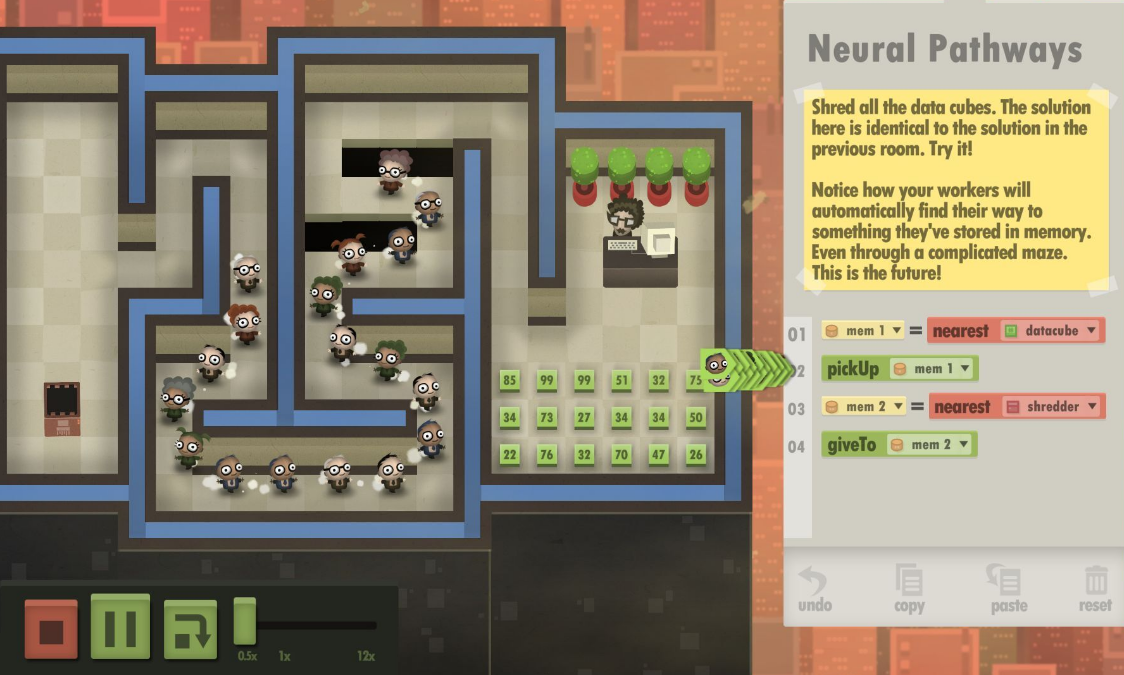 Neural Pathways
Shred all the data cubes. The solution
here is identical to the solution in the
previous room. Try it!
Notice how your workers will
automatically find their way to
something they've stored in memory.
Even through a complicated maze.
This is the future!
01 mem 1 = nearest datacube
02 pickUp mem 1
03 mem 2 = nearest shredder
04 giveTo mem 2
85 99 99 51 32 75
34 73 27 34 34 50
22 76 32 70 47 26
undo copy paste reset
0.5x 1x 12x